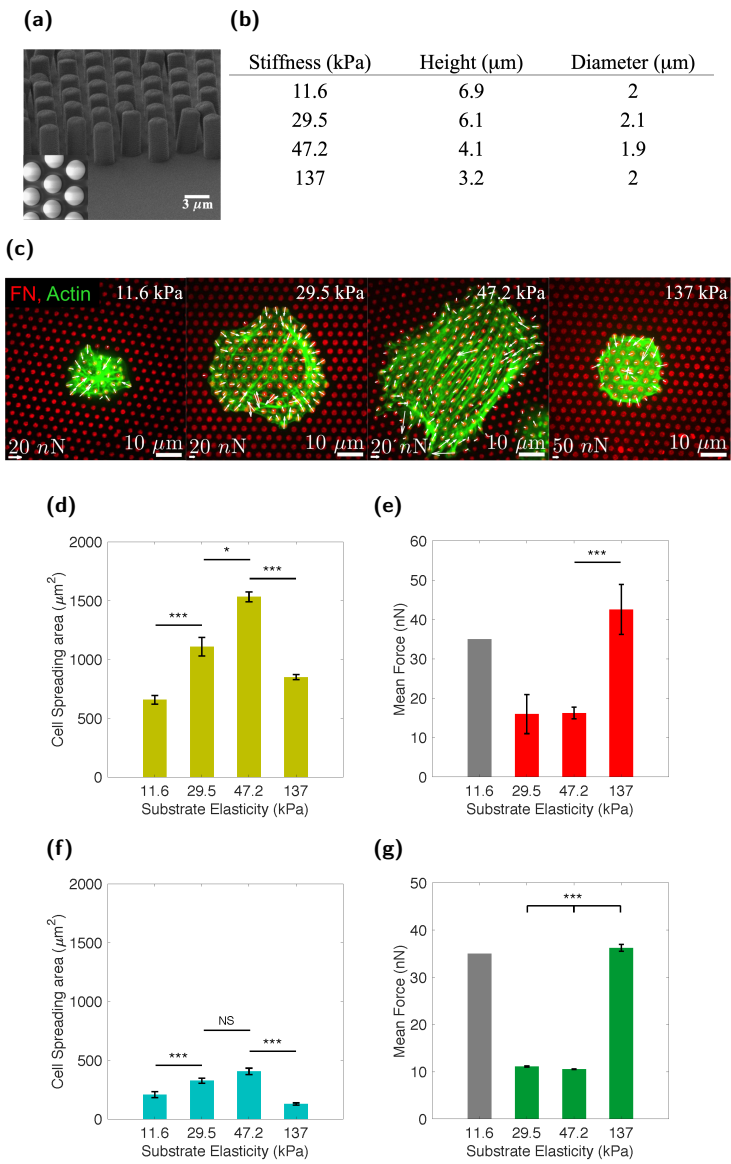 (a)
3 μm
(b)
Stiffness (kPa) Height (μm) Diameter (μm)
11.6 6.9 2
29.5 6.1 2.1
47.2 4.1 1.9
137 3.2 2
(c)
FN, Actin 11.6 kPa 29.5 kPa 47.2 kPa 137 kPa
20 nN 10 μm 20 nN 10 μm 20 nN 10 μm 50 nN 10 μm
(d)
Cell Spreading area (μm²)
2000
1500
1000
500
0
*
***
***
11.6 29.5 47.2 137
Substrate Elasticity (kPa)
(e)
Mean Force (nN)
60
50
40
30
20
10
0
***
11.6 29.5 47.2 137
Substrate Elasticity (kPa)
(f)
Cell Spreading area (μm²)
2000
1500
1000
500
0
NS
***
***
11.6 29.5 47.2 137
Substrate Elasticity (kPa)
(g)
Mean Force (nN)
50
40
30
20
10
0
***
11.6 29.5 47.2 137
Substrate Elasticity (kPa)